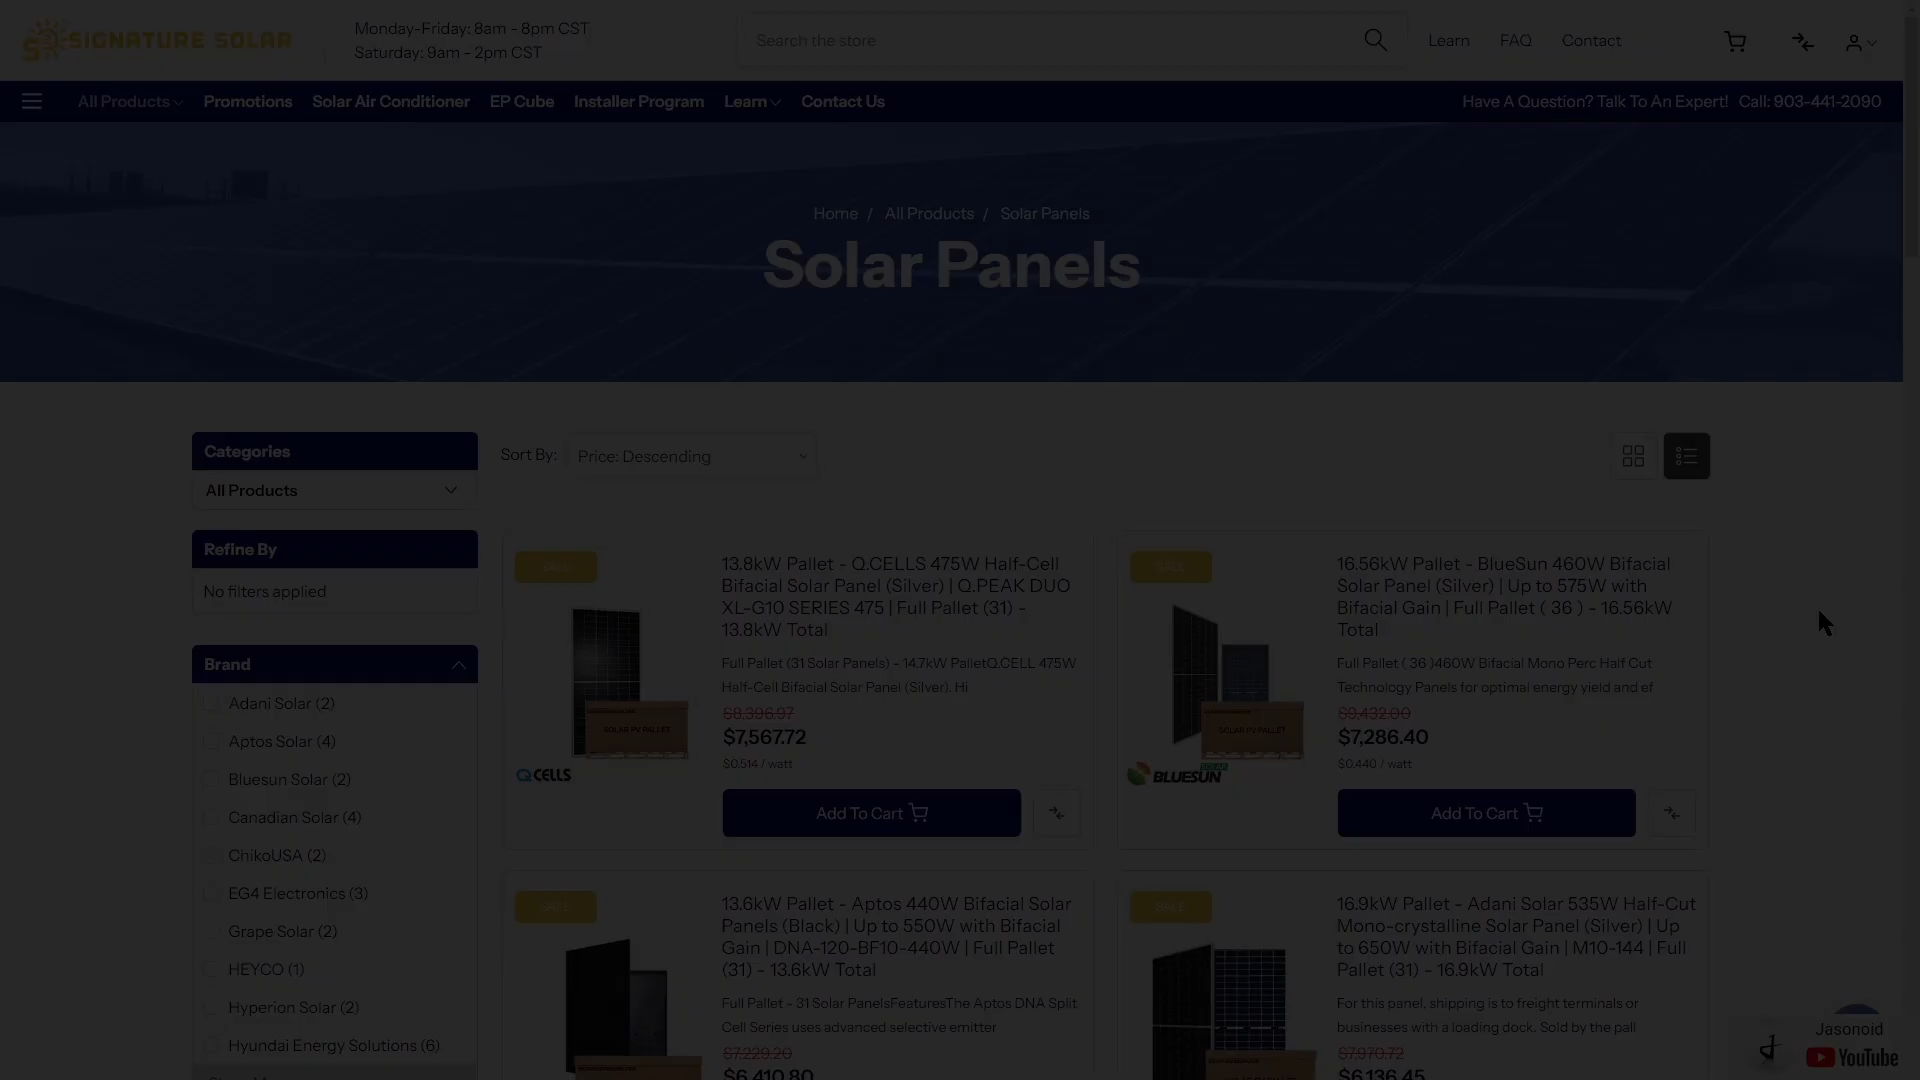 SIGNATURE SOLAR
Monday-Friday: 8am - 8pm CST
Saturday: 9am - 2pm CST
Search the store
Learn
FAQ
Contact
All Products
Promotions
Solar Air Conditioner
EP Cube
Installer Program
Learn
Contact Us
Have A Question? Talk To An Expert! Call: 903-441-2090
Home / All Products / Solar Panels
Solar Panels
Categories
All Products
Refine By
No filters applied
Brand
Adani Solar (2)
Aptos Solar (4)
Bluesun Solar (2)
Canadian Solar (4)
ChikoUSA (2)
EG4 Electronics (3)
Grape Solar (2)
HEYCO (1)
Hyperion Solar (2)
Hyundai Energy Solutions (6)
Sort By:
Price: Descending
SALE
SOLAR PV PALLET
Q CELLS
13.8kW Pallet - Q.CELLS 475W Half-Cell
Bifacial Solar Panel (Silver) | Q.PEAK DUO
XL-G10 SERIES 475 | Full Pallet (31) -
13.8kW Total
Full Pallet (31 Solar Panels) - 14.7kW PalletQ.CELL 475W
Half-Cell Bifacial Solar Panel (Silver). Hi
$8,396.97
$7,567.72
$0.514 / watt
Add To Cart
SALE
SOLAR PV PALLET
BLUESUN SOLAR
16.56kW Pallet - BlueSun 460W Bifacial
Solar Panel (Silver) | Up to 575W with
Bifacial Gain | Full Pallet ( 36 ) - 16.56kW
Total
Full Pallet ( 36 )460W Bifacial Mono Perc Half Cut
Technology Panels for optimal energy yield and ef
$9,432.00
$7,286.40
$0.440 / watt
Add To Cart
SALE
13.6kW Pallet - Aptos 440W Bifacial Solar
Panels (Black) | Up to 550W with Bifacial
Gain | DNA-120-BF10-440W | Full Pallet
(31) - 13.6kW Total
Full Pallet - 31 Solar PanelsFeaturesThe Aptos DNA Split
Cell Series uses advanced selective emitter
$7,229.20
$6,410.80
SALE
16.9kW Pallet - Adani Solar 535W Half-Cut
Mono-crystalline Solar Panel (Silver) | Up
to 650W with Bifacial Gain | M10-144 | Full
Pallet (31) - 16.9kW Total
For this panel, shipping is to freight terminals or
businesses with a loading dock. Sold by the pall
$7,970.72
$6,136.45
Jasonoid
YouTube